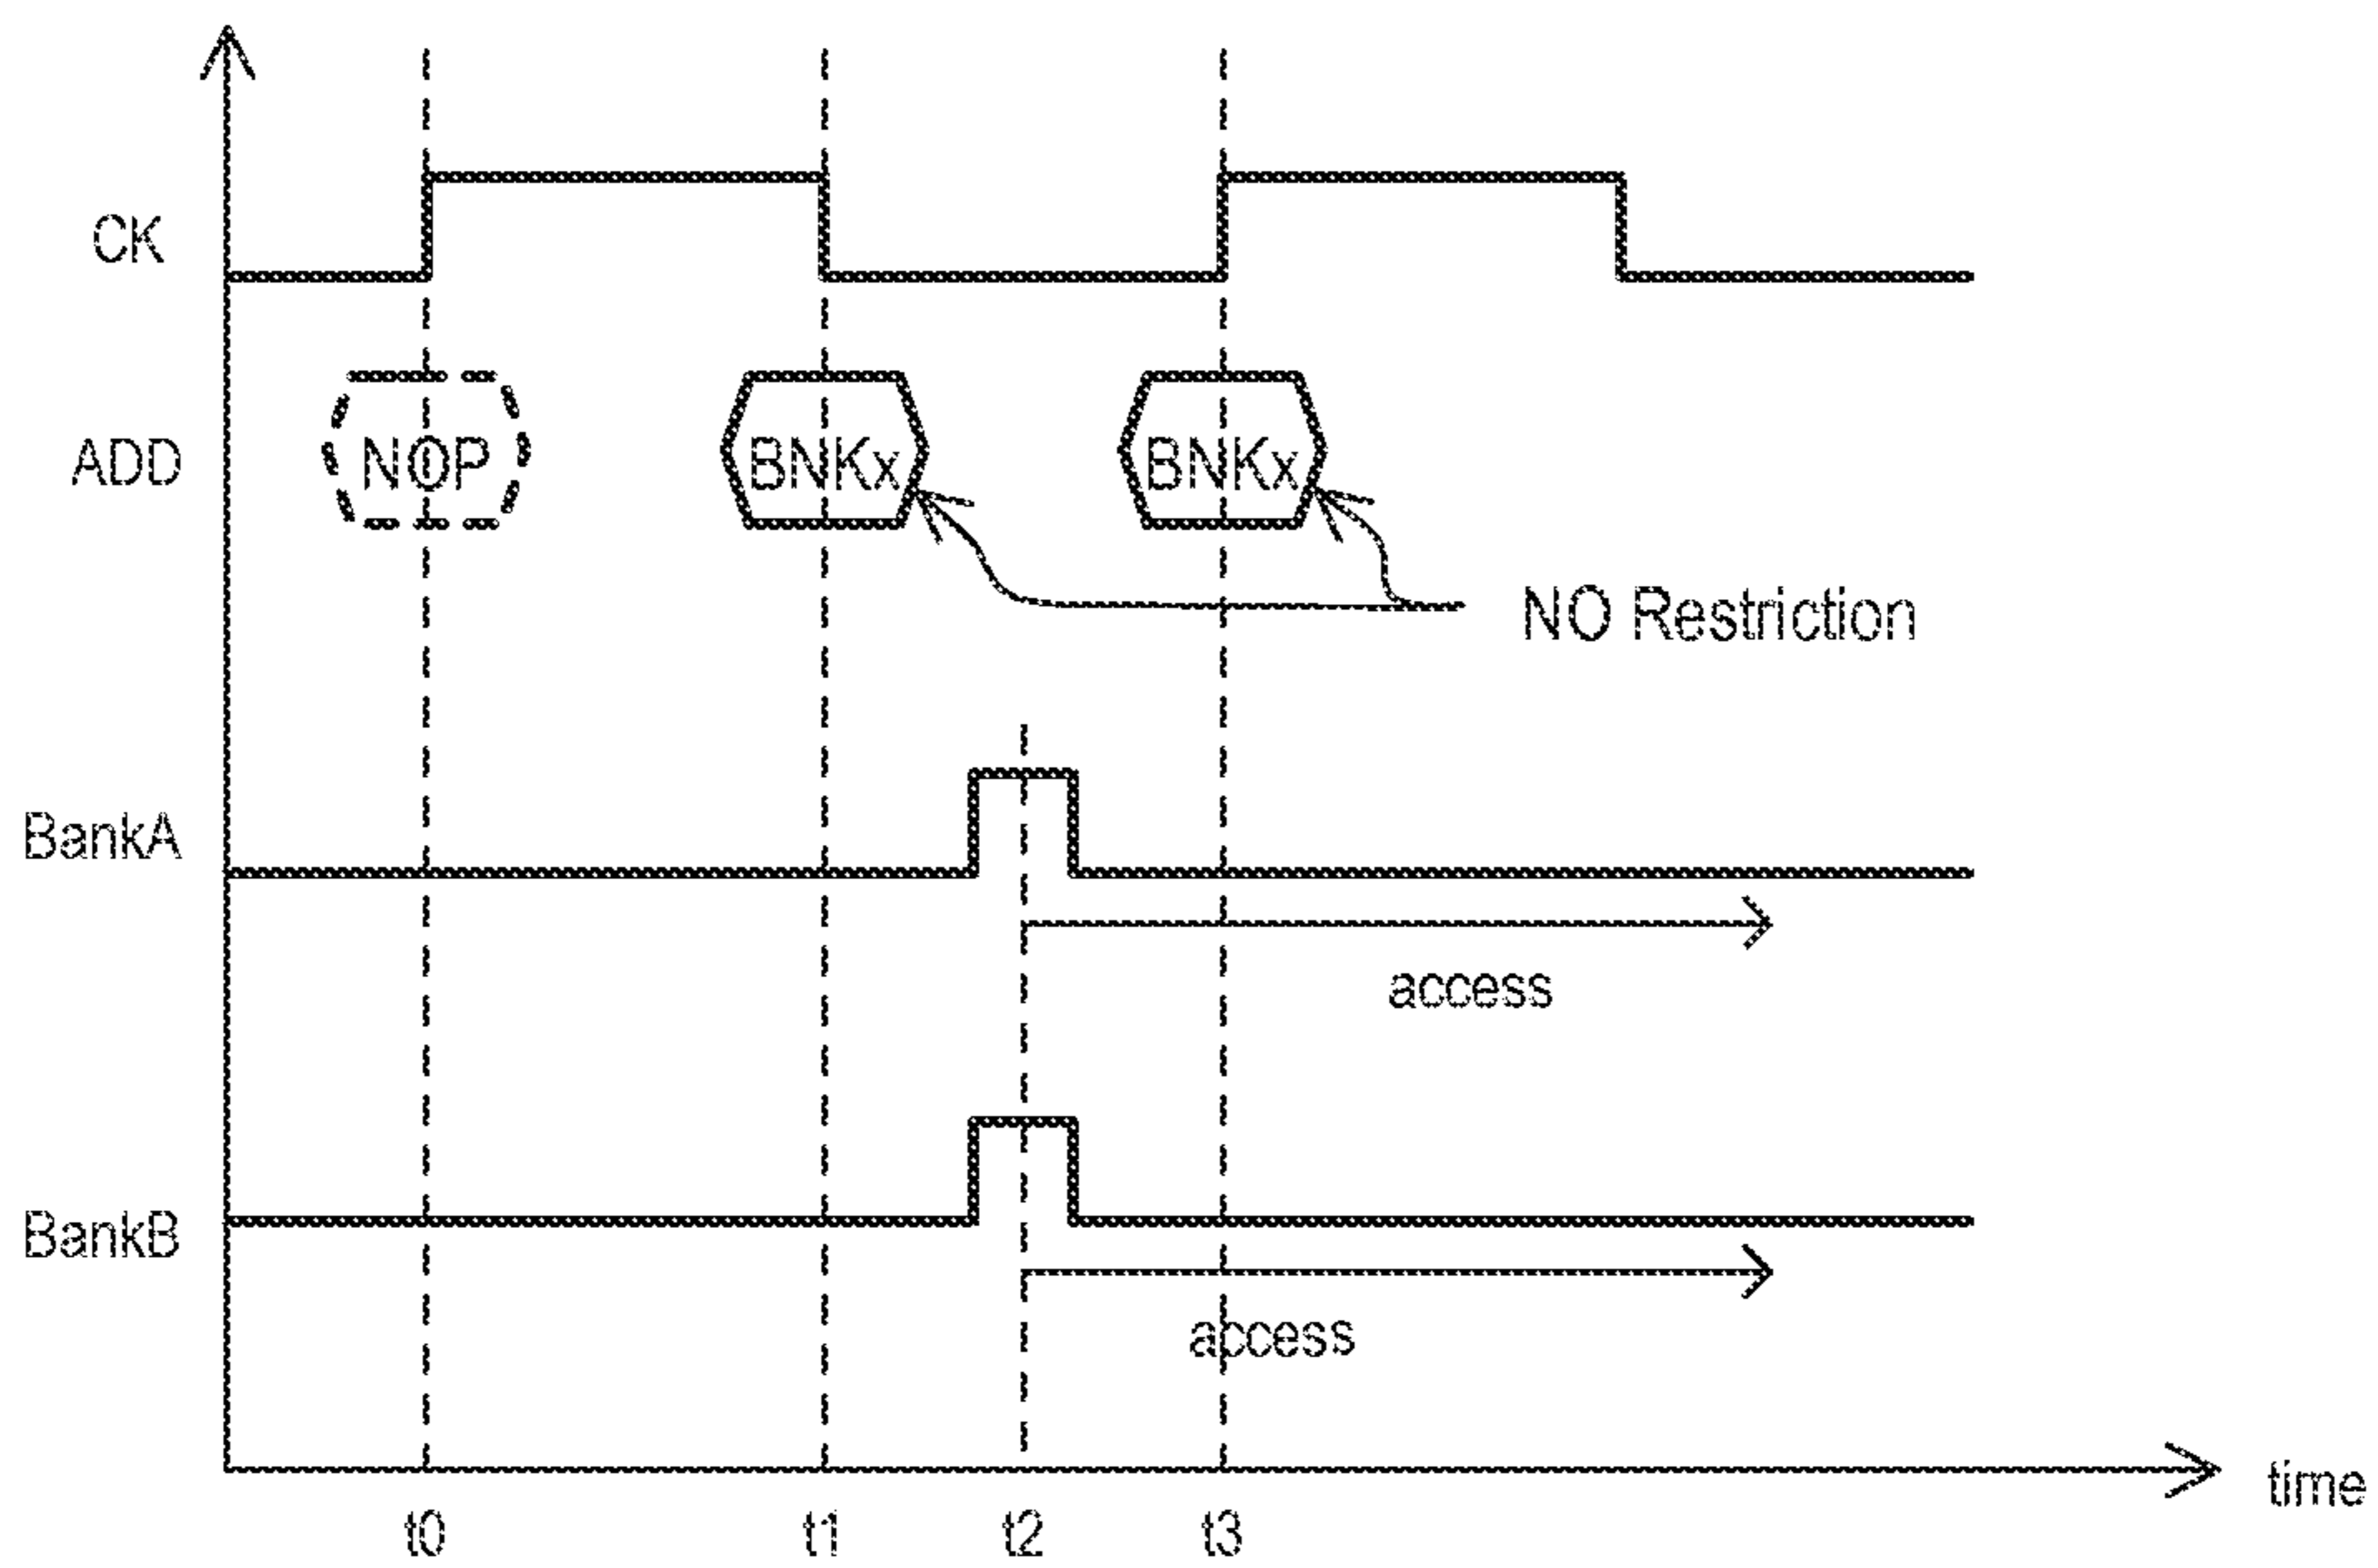 CK
ADD
NOP
BNKx
BNKx
NO Restriction
BankA
access
BankB
access
time
t0
t1
t2
t3